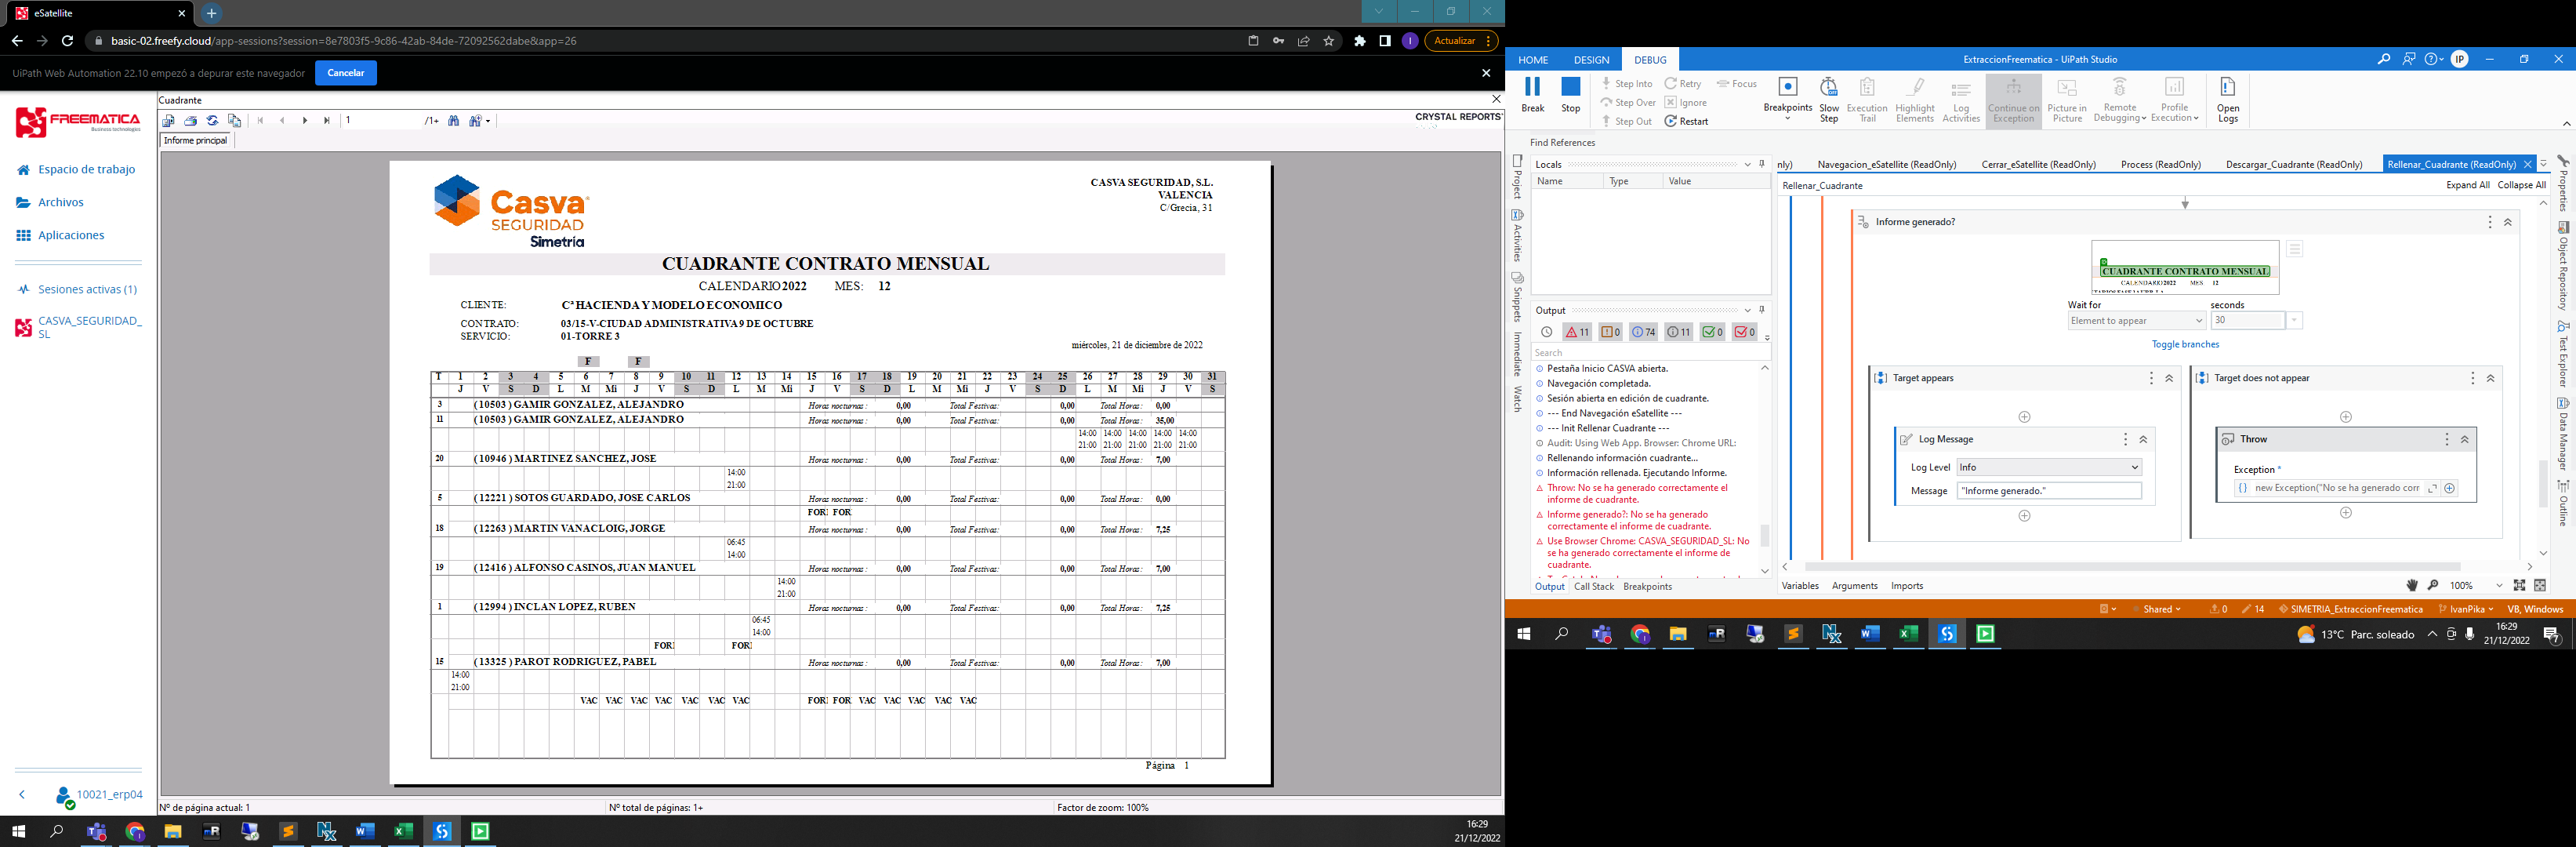 eSatellite
basic-02.freefy.cloud/app-sessions?session=8e7803f5-9c86-42ab-84de-72092562dabe&app=26
Actualizar
UiPath Web Automation 22.10 empezó a depurar este navegador
Cancelar
FREEMATICA
Business technologies
Espacio de trabajo
Archivos
Aplicaciones
Sesiones activas (1)
CASVA_SEGURIDAD_
SL
10021_erp04
Cuadrante
1 /1+
CRYSTAL REPORTS
Informe principal
Casva
SEGURIDAD
Simetría
CASVA SEGURIDAD, S.L.
VALENCIA
C/Grecia, 31
CUADRANTE CONTRATO MENSUAL
CALENDARIO 2022 MES: 12
CLIENTE: Cª HACIENDA Y MODELO ECONOMICO
CONTRATO: 03/15-V-CIUDAD ADMINISTRATIVA 9 DE OCTUBRE
SERVICIO: 01-TORRE 3
miércoles, 21 de diciembre de 2022
F F
T 1 2 3 4 5 6 7 8 9 10 11 12 13 14 15 16 17 18 19 20 21 22 23 24 25 26 27 28 29 30 31
J V S D L M Mi J V S D L M Mi J V S D L M Mi J V S D L M Mi J V S
3 ( 10503 ) GAMIR GONZALEZ, ALEJANDRO Horas nocturnas : 0,00 Total Festivas: 0,00 Total Horas : 0,00
11 ( 10503 ) GAMIR GONZALEZ, ALEJANDRO Horas nocturnas : 0,00 Total Festivas: 0,00 Total Horas : 35,00
14:00 14:00 14:00 14:00 14:00
21:00 21:00 21:00 21:00 21:00
20 ( 10946 ) MARTINEZ SANCHEZ, JOSE Horas nocturnas : 0,00 Total Festivas: 0,00 Total Horas : 7,00
14:00
21:00
5 ( 12221 ) SOTOS GUARDADO, JOSE CARLOS Horas nocturnas : 0,00 Total Festivas: 0,00 Total Horas : 0,00
FOR FOR
18 ( 12263 ) MARTIN VANACLOIG, JORGE Horas nocturnas : 0,00 Total Festivas: 0,00 Total Horas : 7,25
06:45
14:00
19 ( 12416 ) ALFONSO CASINOS, JUAN MANUEL Horas nocturnas : 0,00 Total Festivas: 0,00 Total Horas : 7,00
14:00
21:00
1 ( 12994 ) INCLAN LOPEZ, RUBEN Horas nocturnas : 0,00 Total Festivas: 0,00 Total Horas : 7,25
06:45
14:00
FOR FOR
15 ( 13325 ) PAROT RODRIGUEZ, PABEL Horas nocturnas : 0,00 Total Festivas: 0,00 Total Horas : 7,00
14:00
21:00
VAC VAC VAC VAC VAC VAC VAC FOR FOR VAC VAC VAC VAC VAC
Página 1
Nº de página actual: 1 Nº total de páginas: 1+ Factor de zoom: 100%
16:29
21/12/2022
HOME DESIGN DEBUG
ExtraccionFreematica - UiPath Studio
IP
Break
Stop
Step Into
Step Over
Step Out
Retry
Ignore
Restart
Focus
Breakpoints
Slow Step
Execution Trail
Highlight Elements
Log Activities
Continue on Exception
Picture in Picture
Remote Debugging
Profile Execution
Open Logs
Find References
Project
Activities
Snippets
Immediate
Watch
Locals
Name Type Value
Output
11 0 74 11 0 0
Search
Pestaña Inicio CASVA abierta.
Navegación completada.
Sesión abierta en edición de cuadrante.
--- End Navegación eSatellite ---
--- Init Rellenar Cuadrante ---
Audit: Using Web App. Browser: Chrome URL:
Rellenando información cuadrante...
Información rellenada. Ejecutando Informe.
Throw: No se ha generado correctamente el
informe de cuadrante.
Informe generado?: No se ha generado
correctamente el informe de cuadrante.
Use Browser Chrome: CASVA_SEGURIDAD_SL: No
se ha generado correctamente el informe de
cuadrante.
Output Call Stack Breakpoints
nly) Navegacion_eSatellite (ReadOnly) Cerrar_eSatellite (ReadOnly) Process (ReadOnly) Descargar_Cuadrante (ReadOnly) Rellenar_Cuadrante (ReadOnly)
Rellenar_Cuadrante
Expand All Collapse All
Informe generado?
CUADRANTE CONTRATO MENSUAL
CALENDARIO 2022 MES 12
Wait for seconds
Element to appear 30
Toggle branches
Target appears
Log Message
Log Level Info
Message "Informe generado."
Target does not appear
Throw
Exception *
new Exception("No se ha generado corr
Variables Arguments Imports
100%
Properties
Object Repository
Test Explorer
Data Manager
Outline
Shared 0 14 SIMETRIA_ExtraccionFreematica IvanPika VB, Windows
13°C Parc. soleado
16:29
21/12/2022
7